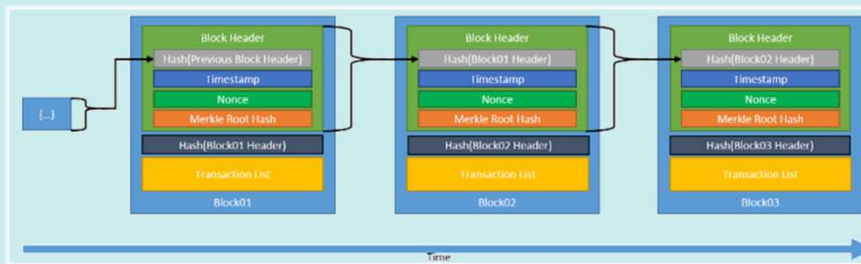 {...}
Block Header
Hash(Previous Block Header)
Timestamp
Nonce
Merkle Root Hash
Hash(Block01 Header)
Transaction List
Block01
Block Header
Hash(Block01 Header)
Timestamp
Nonce
Merkle Root Hash
Hash(Block02 Header)
Transaction List
Block02
Block Header
Hash(Block02 Header)
Timestamp
Nonce
Merkle Root Hash
Hash(Block03 Header)
Transaction List
Block03
Time